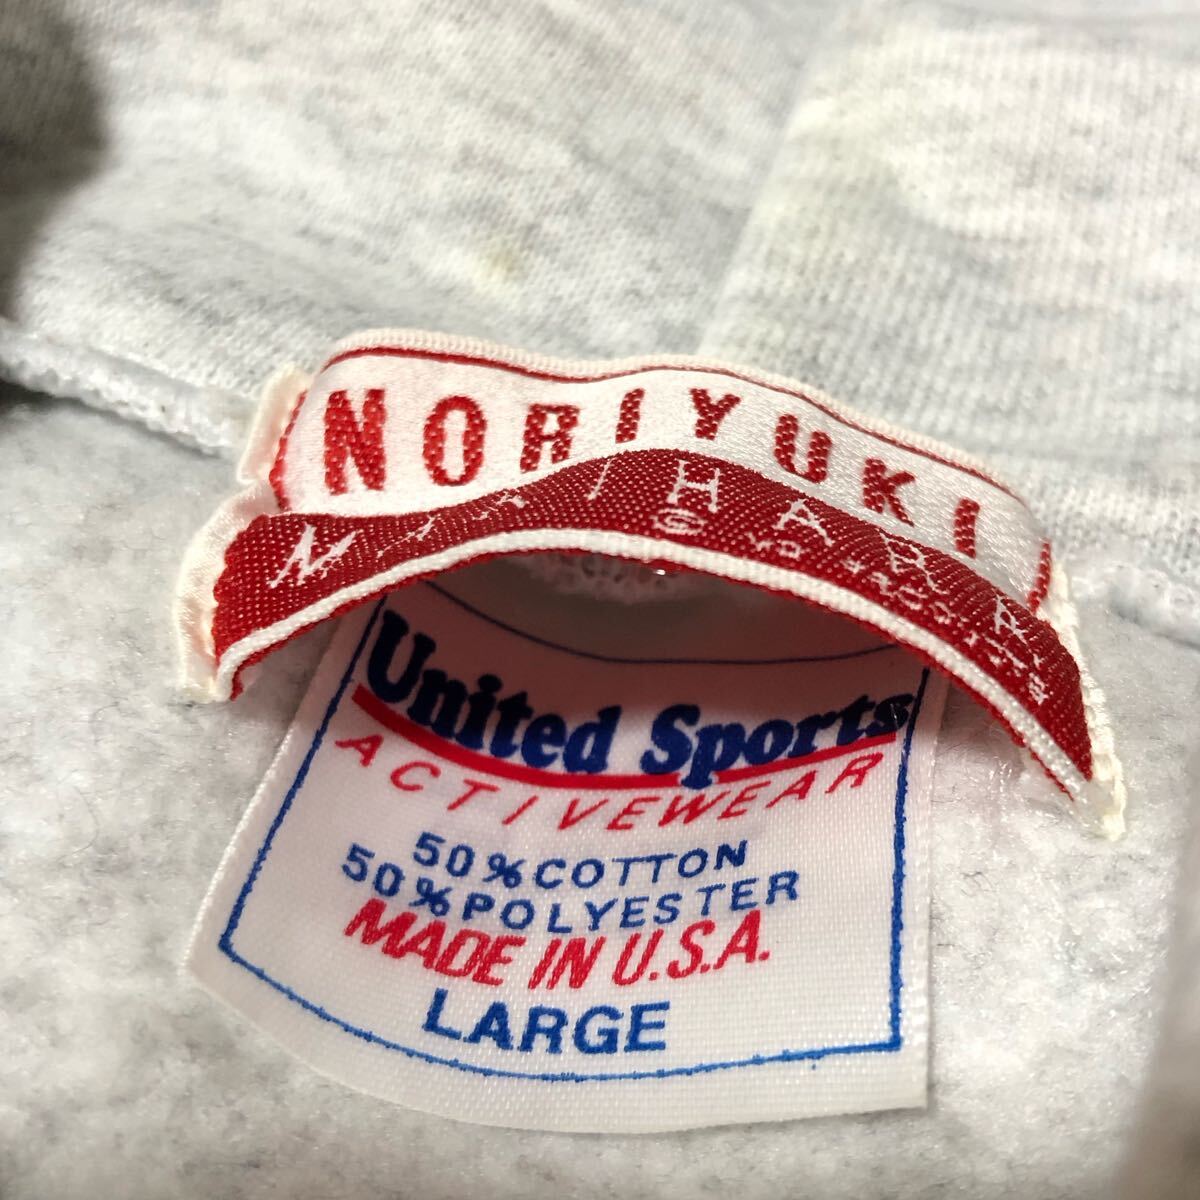 NORIYUKI
United Sports
ACTIVEWEAR
50% COTTON
50% POLYESTER
MADE IN U.S.A.
LARGE